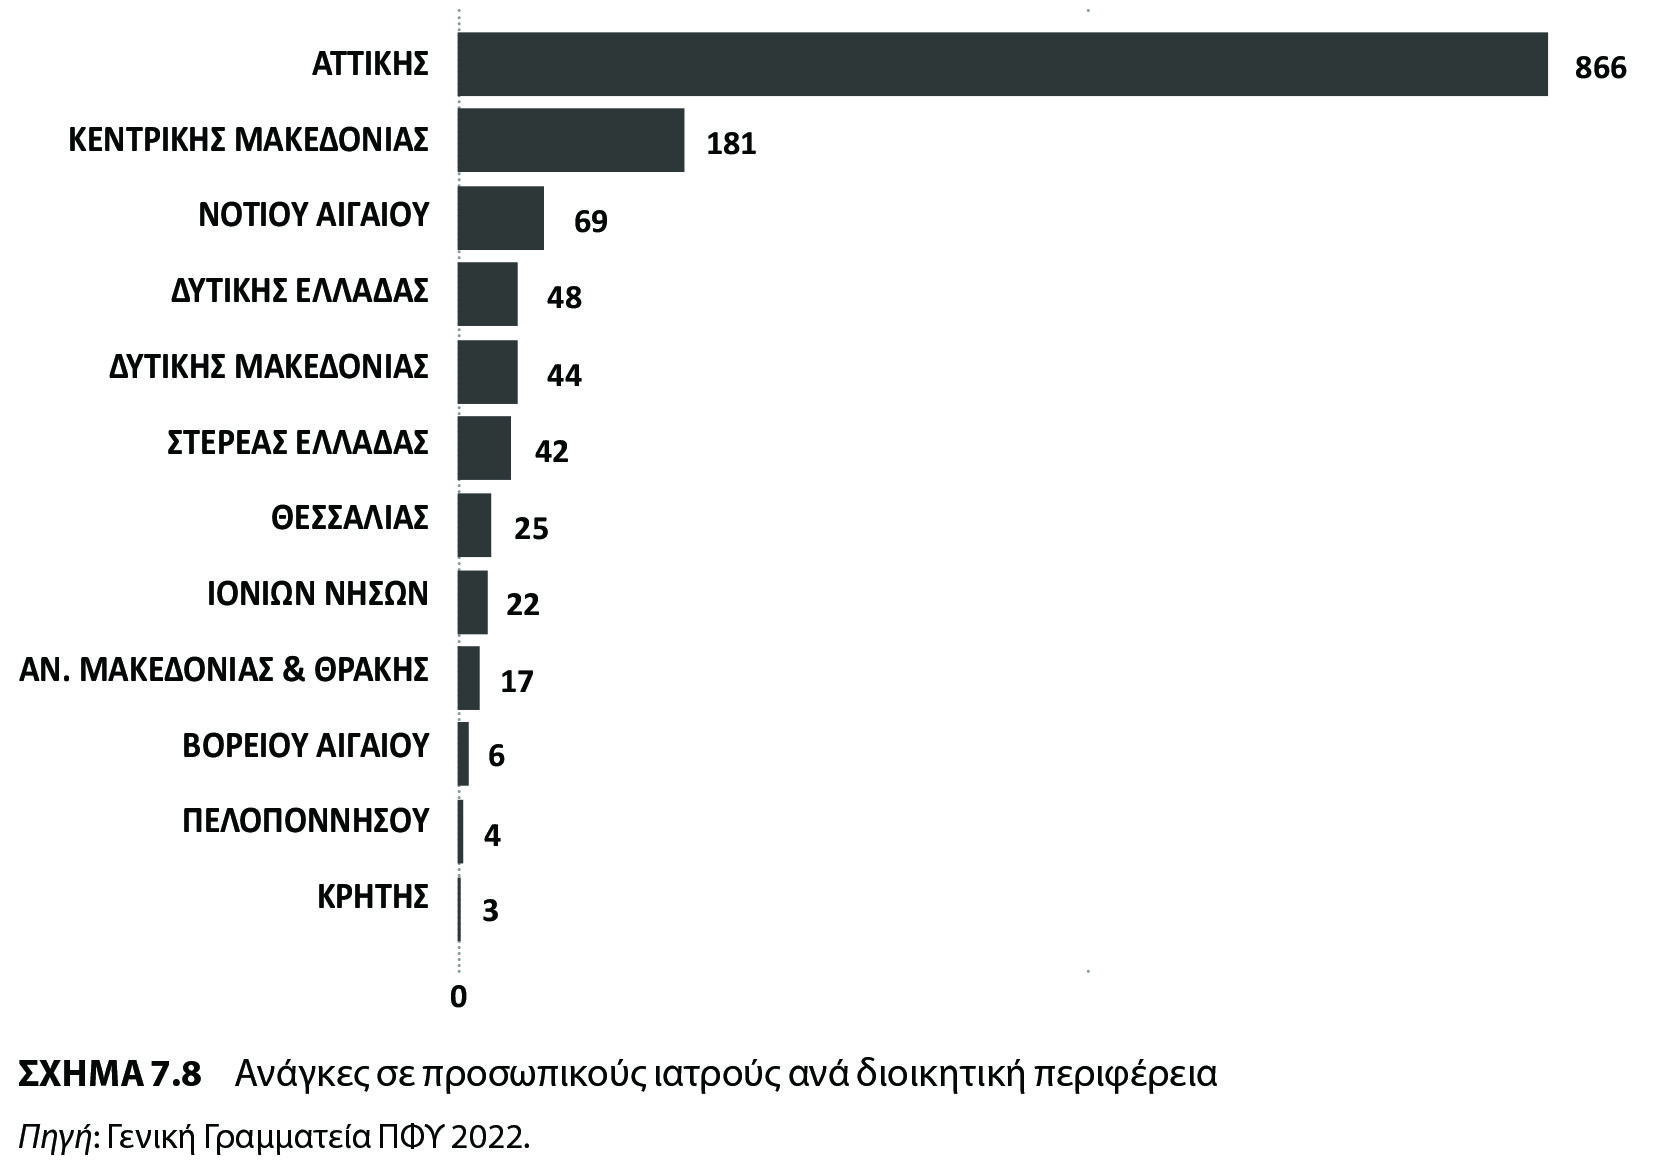 ΑΤΤΙΚΗΣ 866
ΚΕΝΤΡΙΚΗΣ ΜΑΚΕΔΟΝΙΑΣ 181
ΝΟΤΙΟΥ ΑΙΓΑΙΟΥ 69
ΔΥΤΙΚΗΣ ΕΛΛΑΔΑΣ 48
ΔΥΤΙΚΗΣ ΜΑΚΕΔΟΝΙΑΣ 44
ΣΤΕΡΕΑΣ ΕΛΛΑΔΑΣ 42
ΘΕΣΣΑΛΙΑΣ 25
ΙΟΝΙΩΝ ΝΗΣΩΝ 22
ΑΝ. ΜΑΚΕΔΟΝΙΑΣ & ΘΡΑΚΗΣ 17
ΒΟΡΕΙΟΥ ΑΙΓΑΙΟΥ 6
ΠΕΛΟΠΟΝΝΗΣΟΥ 4
ΚΡΗΤΗΣ 3
0
ΣΧΗΜΑ 7.8 Ανάγκες σε προσωπικούς ιατρούς ανά διοικητική περιφέρεια
Πηγή: Γενική Γραμματεία ΠΦΥ 2022.